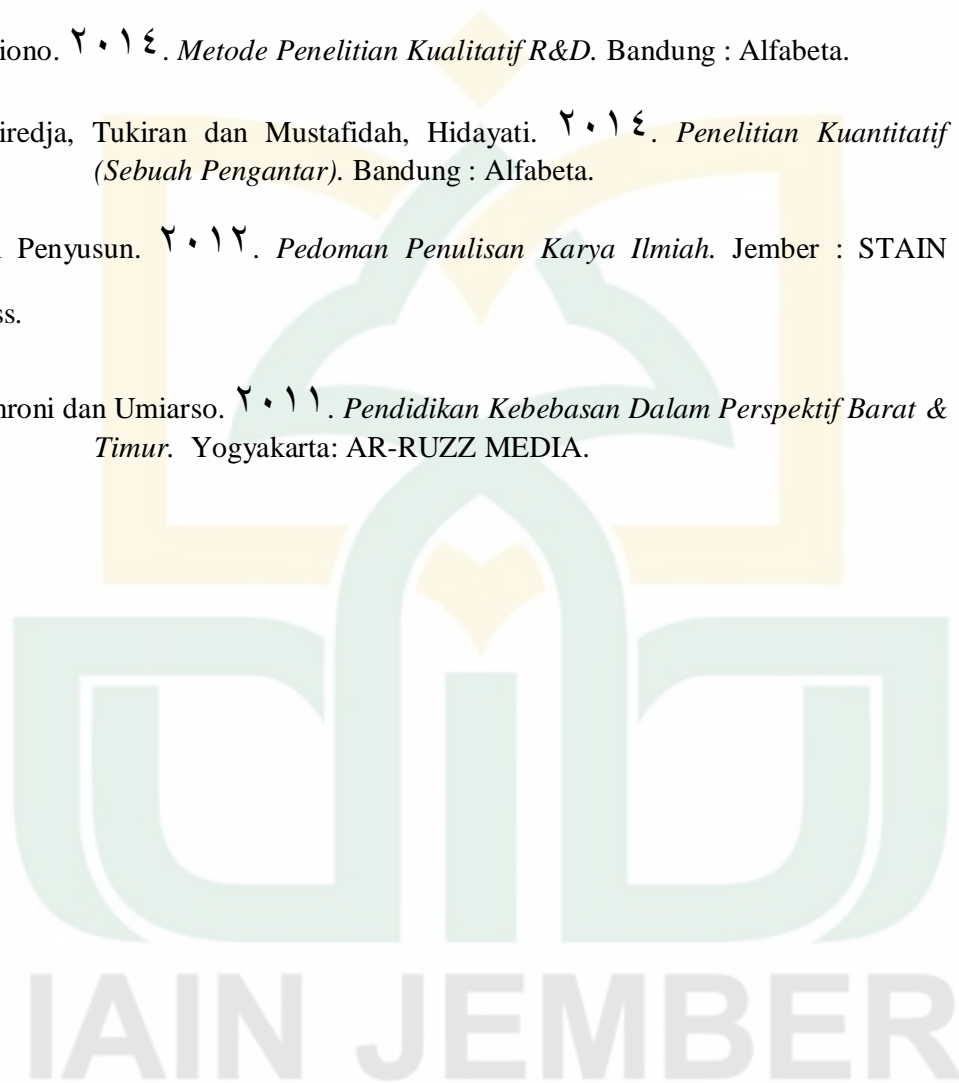 iono. ٢٠١٤. Metode Penelitian Kualitatif R&D. Bandung : Alfabeta.
iredja, Tukiran dan Mustafidah, Hidayati. ٢٠١٤. Penelitian Kuantitatif
(Sebuah Pengantar). Bandung : Alfabeta.
Penyusun. ٢٠١٢. Pedoman Penulisan Karya Ilmiah. Jember : STAIN
ss.
nroni dan Umiarso. ٢٠١١. Pendidikan Kebebasan Dalam Perspektif Barat &
Timur. Yogyakarta: AR-RUZZ MEDIA.
IAIN JEMBER